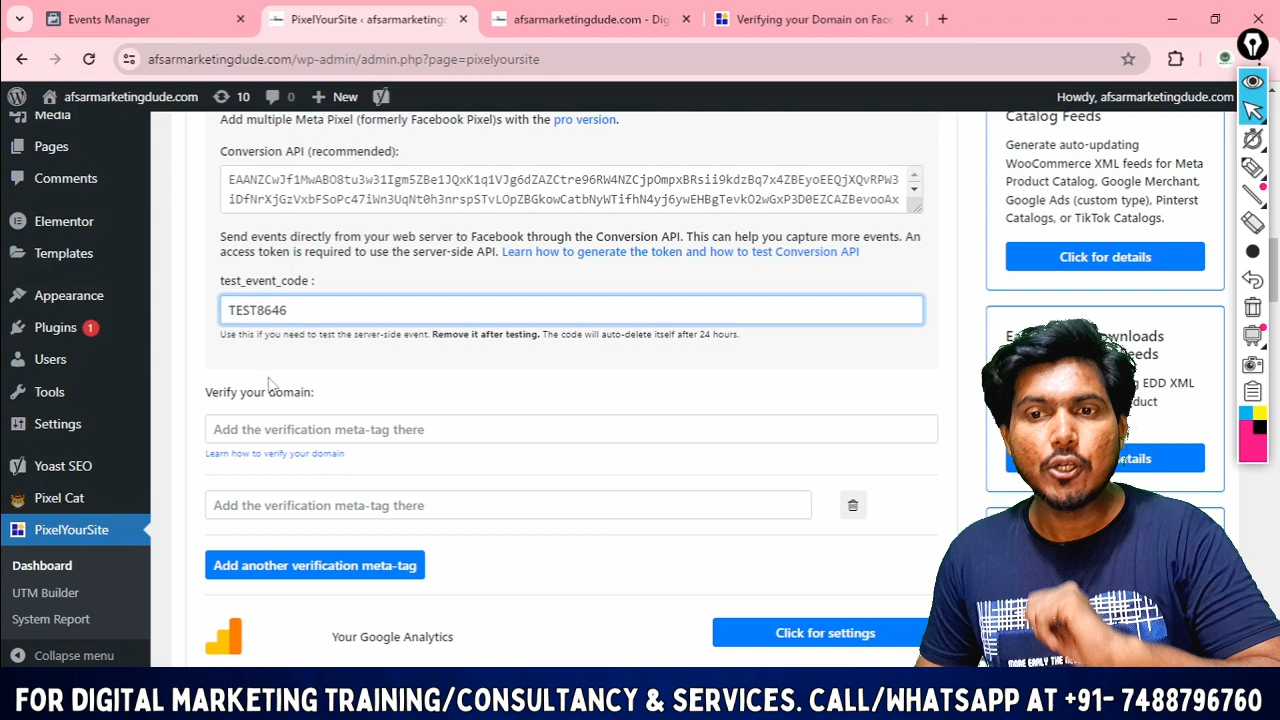 Events Manager
PixelYourSite ‹ afsarmarketing
afsarmarketingdude.com - Dig
Verifying your Domain on Face
afsarmarketingdude.com/wp-admin/admin.php?page=pixelyoursite
afsarmarketingdude.com
10
0
New
Howdy, afsarmarketingdude.com
Media
Pages
Comments
Elementor
Templates
Appearance
Plugins 1
Users
Tools
Settings
Yoast SEO
Pixel Cat
PixelYourSite
Dashboard
UTM Builder
System Report
Collapse menu
Add multiple Meta Pixel (formerly Facebook Pixel)s with the pro version.
Conversion API (recommended):
EAANZCwJf1MwABO8tu3w31Igm5ZBe1JQxK1q1VJg6dZAZCtre96RW4NZCjpOmpxBRsii9kdzBq7x4ZBEyoEEQjXQvRPW3
iDfNrXjGzVxbFSoPc47iWn3UqNt0h3nrspSTvLOpZBGkowCatbNyWTifhN4yj6ywEHBgTevkO2wGxP3D0EZCAZBevooAx
Send events directly from your web server to Facebook through the Conversion API. This can help you capture more events. An
access token is required to use the server-side API. Learn how to generate the token and how to test Conversion API
test_event_code :
TEST8646
Use this if you need to test the server-side event. Remove it after testing. The code will auto-delete itself after 24 hours.
Verify your domain:
Add the verification meta-tag there
Learn how to verify your domain
Add the verification meta-tag there
Add another verification meta-tag
Your Google Analytics
Click for settings
Catalog Feeds
Generate auto-updating
WooCommerce XML feeds for Meta
Product Catalog, Google Merchant,
Google Ads (custom type), Pinterst
Catalogs, or TikTok Catalogs.
Click for details
Downloads
Feeds
EDD XML
MORE EARLY THE
FOR DIGITAL MARKETING TRAINING/CONSULTANCY & SERVICES. CALL/WHATSAPP AT +91- 7488796760